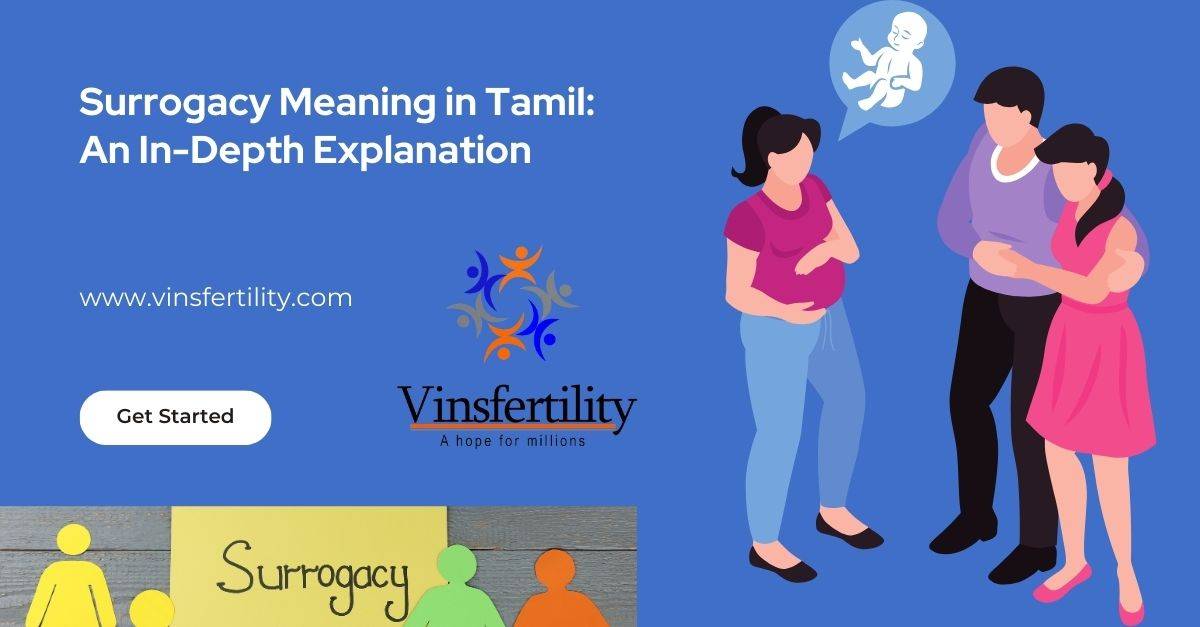 Surrogacy Meaning in Tamil:
An In-Depth Explanation
www.vinsfertility.com
Vinsfertility
A hope for millions
Get Started
Surrogacy